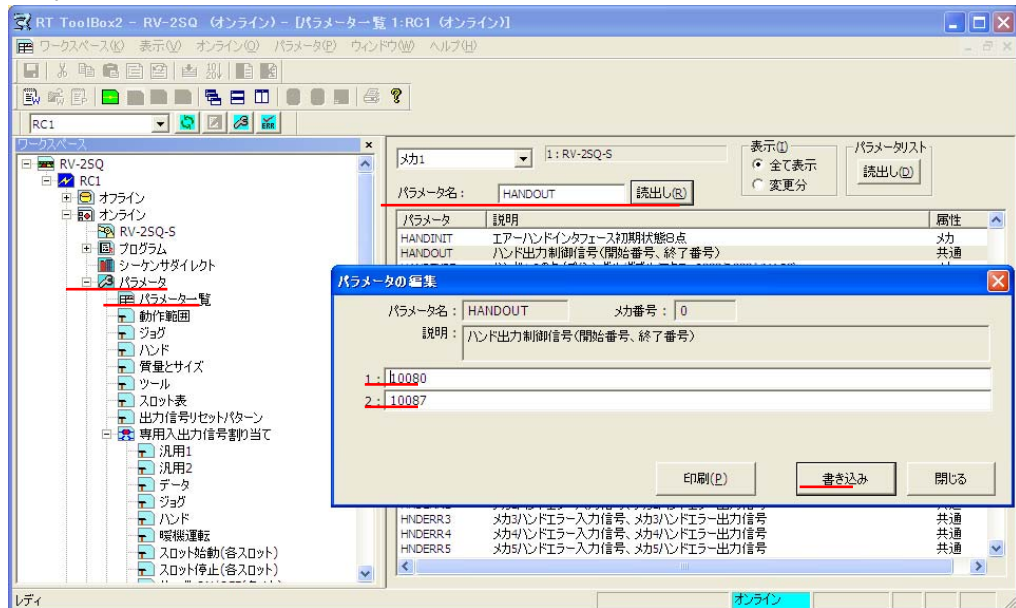 RT ToolBox2 - RV-2SQ （オンライン） - [パラメーター覧 1:RC1 (オンライン)]
ワークスペース(K) 表示(V) オンライン(O) パラメータ(P) ウィンドウ(W) ヘルプ(H)
RC1
ワークスペース
RV-2SQ
RC1
オフライン
オンライン
RV-2SQ-S
プログラム
シーケンサダイレクト
パラメータ
パラメーター覧
動作範囲
ジョグ
ハンド
質量とサイズ
ツール
スロット表
出力信号リセットパターン
専用入出力信号割り当て
汎用1
汎用2
データ
ジョグ
ハンド
暖機運転
スロット始動(各スロット)
スロット停止(各スロット)
メカ1
1 : RV-2SQ-S
表示(I)
全て表示
変更分
パラメータリスト
読出し(D)
パラメータ名：
HANDOUT
読出し(R)
パラメータ 説明 属性
HANDINIT エアーハンドインタフェース初期状態8点 メカ
HANDOUT ハンド出力制御信号(開始番号、終了番号) 共通
パラメータの編集
パラメータ名： HANDOUT メカ番号： 0
説明： ハンド出力制御信号(開始番号、終了番号)
1： 10080
2： 10087
印刷(P) 書き込み 閉じる
HNDERR3 メカ3ハンドエラー入力信号、メカ3ハンドエラー出力信号 共通
HNDERR4 メカ4ハンドエラー入力信号、メカ4ハンドエラー出力信号 共通
HNDERR5 メカ5ハンドエラー入力信号、メカ5ハンドエラー出力信号 共通
レディ
オンライン